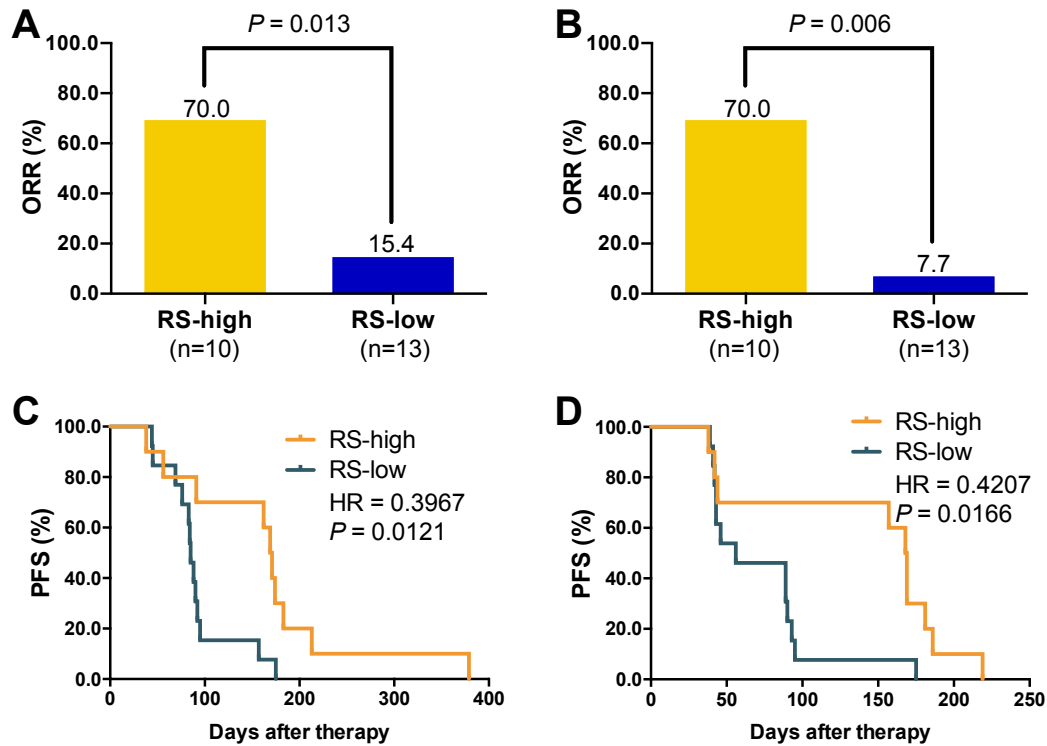 A
P = 0.013
100.0
80.0
60.0
40.0
20.0
0.0
ORR (%)
70.0
15.4
RS-high
(n=10)
RS-low
(n=13)
B
P = 0.006
100.0
80.0
60.0
40.0
20.0
0.0
ORR (%)
70.0
7.7
RS-high
(n=10)
RS-low
(n=13)
C
100.0
80.0
60.0
40.0
20.0
0.0
PFS (%)
RS-high
RS-low
HR = 0.3967
P = 0.0121
0
100
200
300
400
Days after therapy
D
100.0
80.0
60.0
40.0
20.0
0.0
PFS (%)
RS-high
RS-low
HR = 0.4207
P = 0.0166
0
50
100
150
200
250
Days after therapy